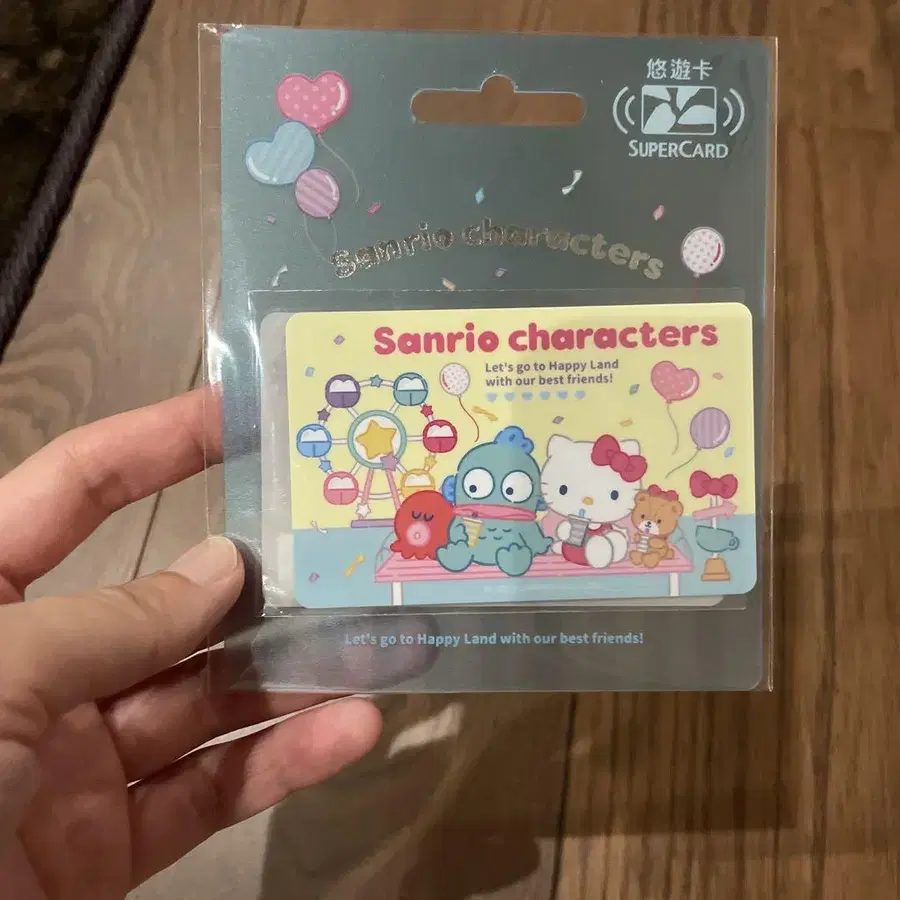 悠遊卡
SUPERCARD
Sanrio characters
Sanrio characters
Let's go to Happy Land
with our best friends!
Let's go to Happy Land with our best friends!